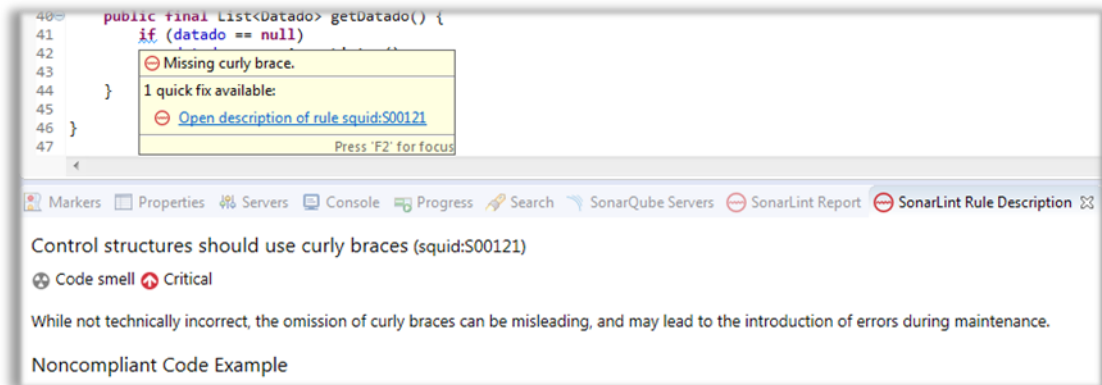 40 public final List<Datado> getDatado() {
41 if (datado == null)
42
43
44 }
45
46 }
47
Missing curly brace.
1 quick fix available:
Open description of rule squid:S00121
Press 'F2' for focus
Markers Properties Servers Console Progress Search SonarQube Servers SonarLint Report SonarLint Rule Description
Control structures should use curly braces (squid:S00121)
Code smell Critical
While not technically incorrect, the omission of curly braces can be misleading, and may lead to the introduction of errors during maintenance.
Noncompliant Code Example